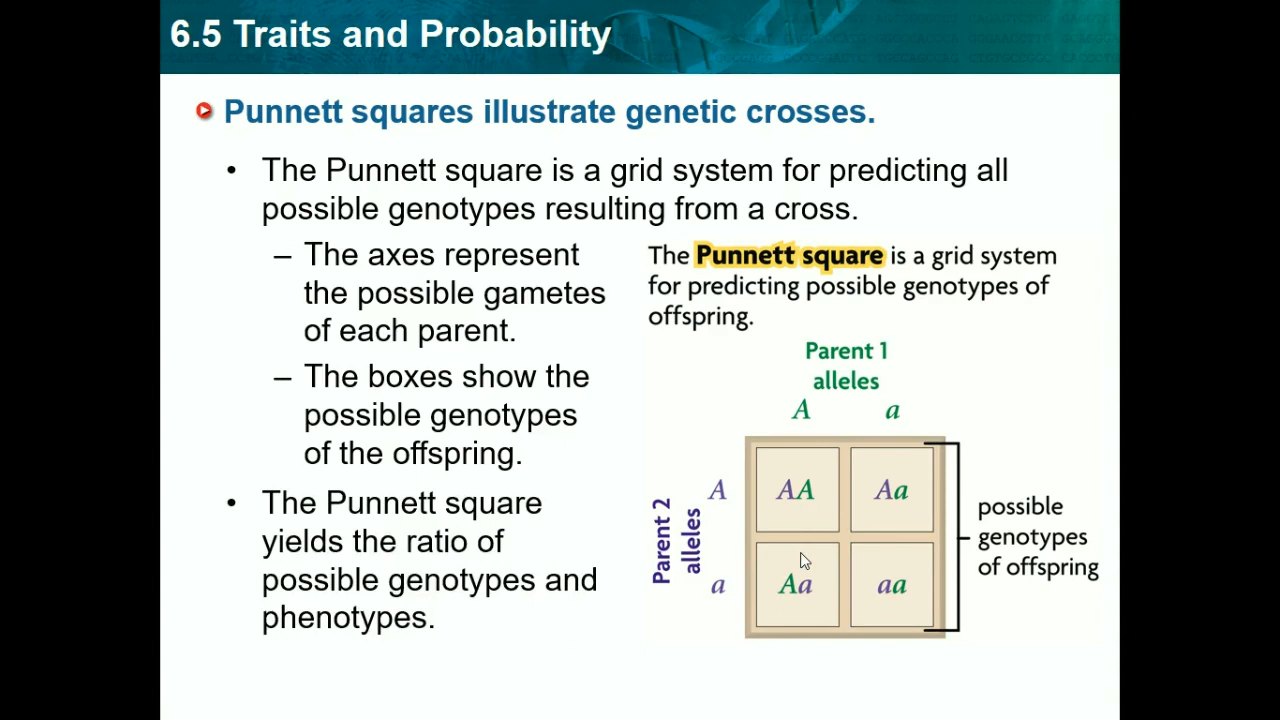 6.5 Traits and Probability
Punnett squares illustrate genetic crosses.
• The Punnett square is a grid system for predicting all
possible genotypes resulting from a cross.
– The axes represent
the possible gametes
of each parent.
– The boxes show the
possible genotypes
of the offspring.
• The Punnett square
yields the ratio of
possible genotypes and
phenotypes.
The Punnett square is a grid system
for predicting possible genotypes of
offspring.
Parent 1
alleles
A a
Parent 2
alleles
A AA Aa
a Aa aa
possible
genotypes
of offspring